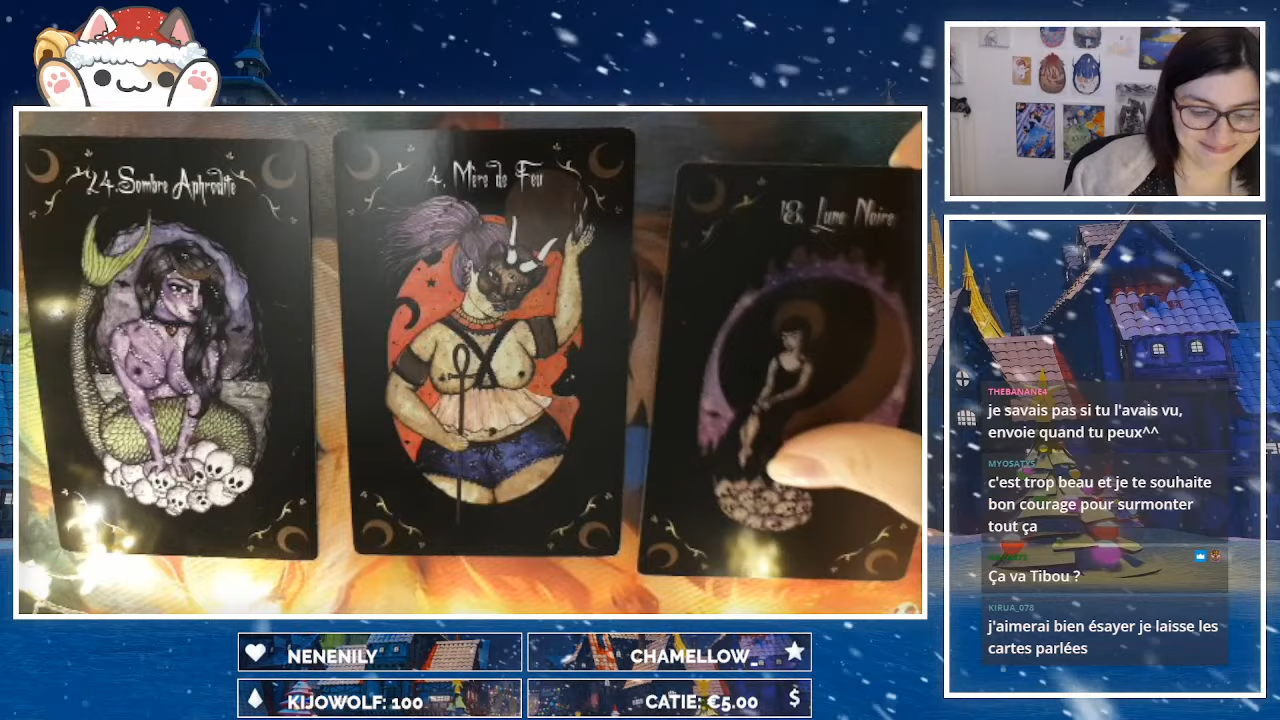 24. Sombre Aphrodite
4. Mère de Feu
18. Lune Noire
THEBANANE4
je savais pas si tu l'avais vu,
envoie quand tu peux^^
MYOSATYS
c'est trop beau et je te souhaite
bon courage pour surmonter
tout ça
Ça va Tibou ?
KIRUA_078
j'aimerai bien ésayer je laisse les
cartes parlées
NENENILY
CHAMELLOW_
KIJOWOLF: 100
CATIE: €5.00 $